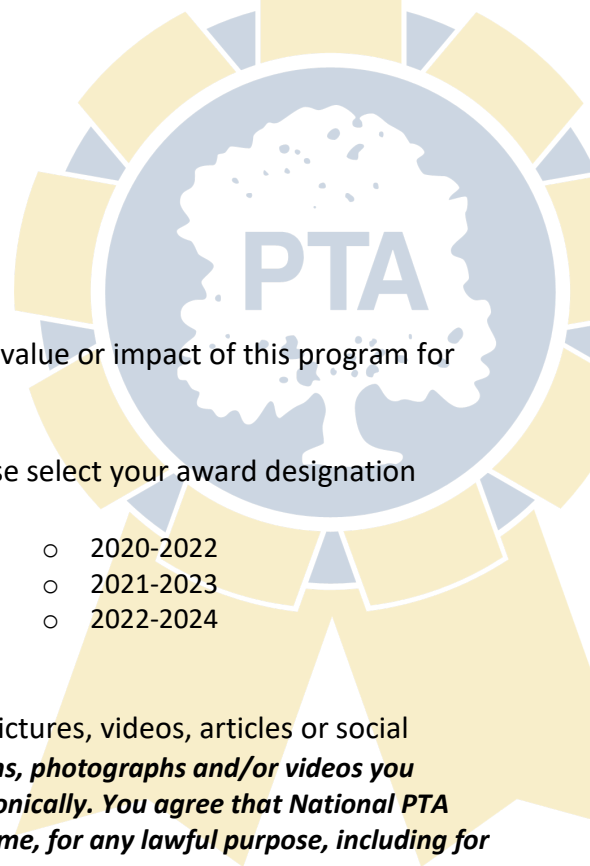 PTA
value or impact of this program for
se select your award designation
o 2020-2022
o 2021-2023
o 2022-2024
ictures, videos, articles or social
ns, photographs and/or videos you
onically. You agree that National PTA
me, for any lawful purpose, including for